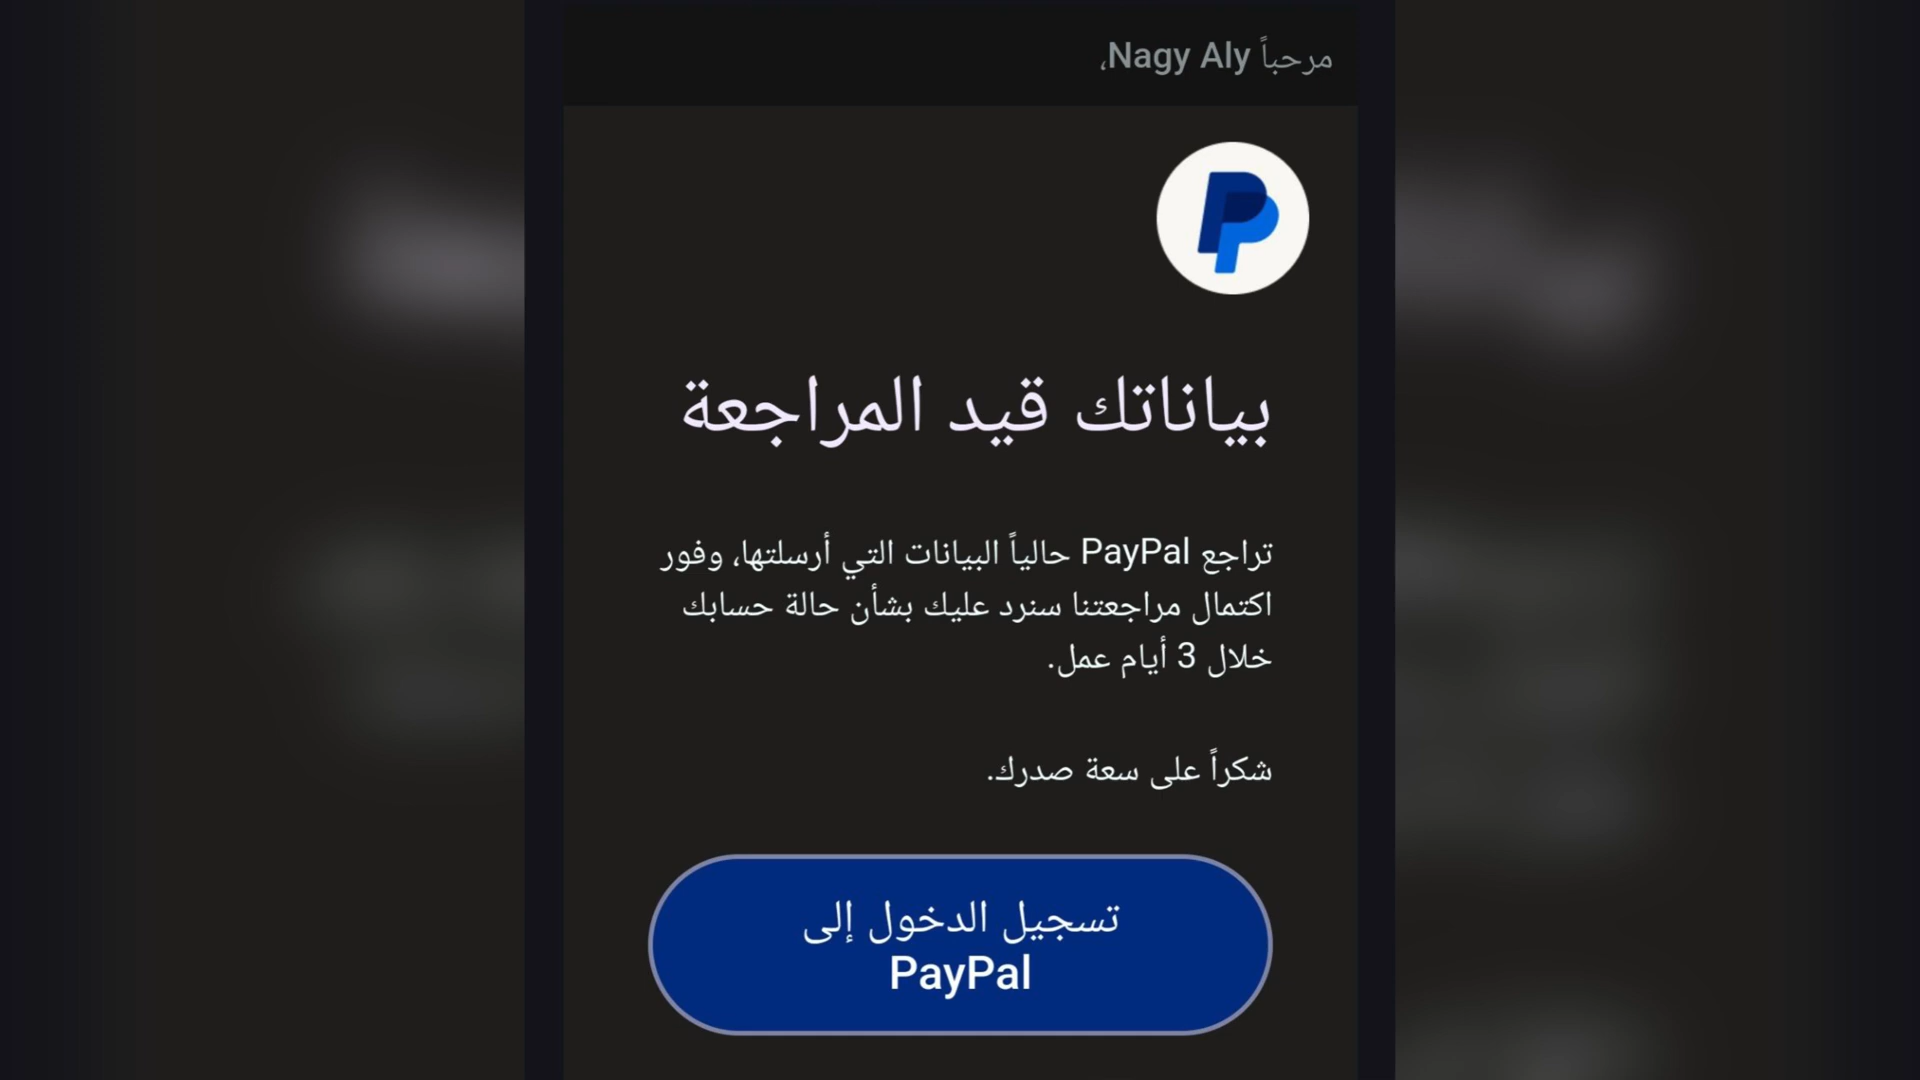 مرحباً Nagy Aly،
بياناتك قيد المراجعة
تراجع PayPal حالياً البيانات التي أرسلتها، وفور
اكتمال مراجعتنا سنرد عليك بشأن حالة حسابك
خلال 3 أيام عمل.
شكراً على سعة صدرك.
تسجيل الدخول إلى
PayPal